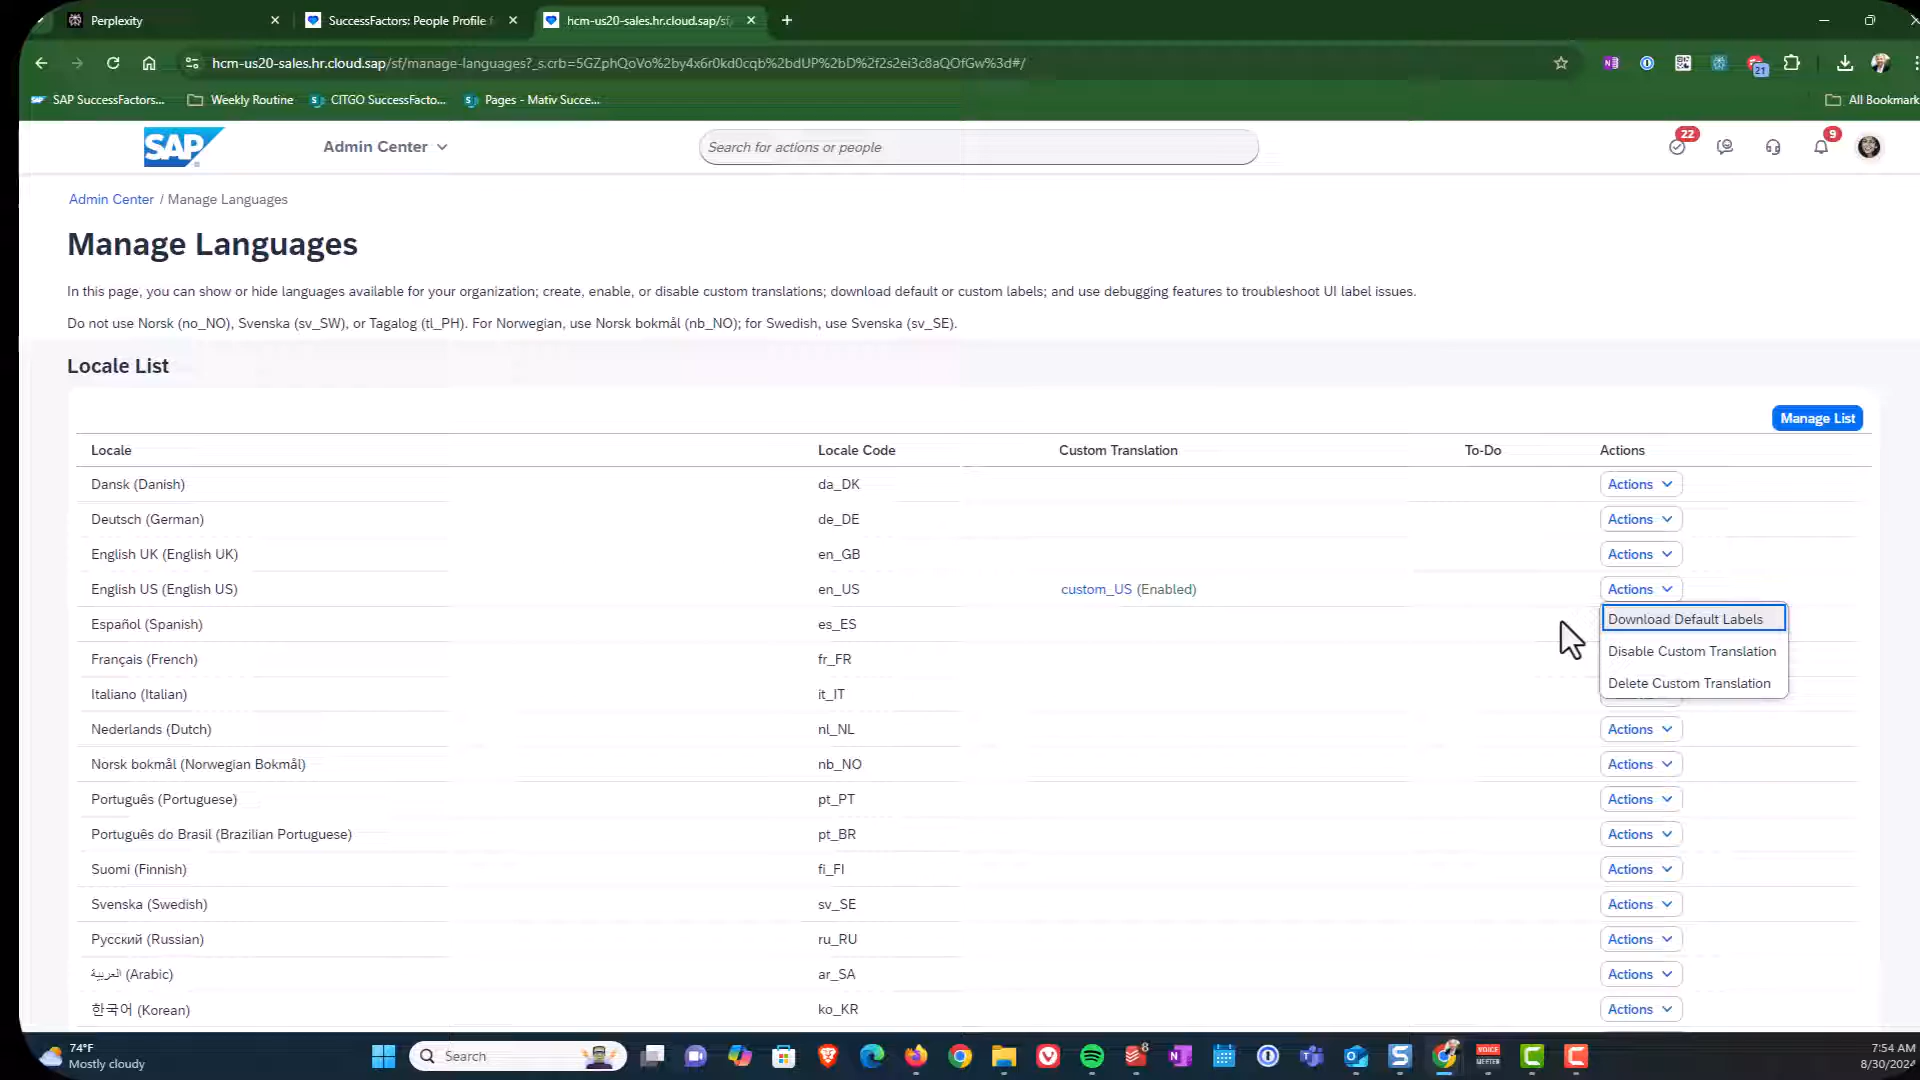 Perplexity
SuccessFactors: People Profile f
hcm-us20-sales.hr.cloud.sap/sf/
hcm-us20-sales.hr.cloud.sap/sf/manage-languages?_s.crb=5GZphQoVo%2by4x6r0kd0cqb%2bdUP%2bD%2f2s2ei3c8aQOfGw%3d#/
21
SAP SuccessFactors...
Weekly Routine
CITGO SuccessFacto...
Pages - Mativ Succe...
All Bookmark
SAP
Admin Center
Search for actions or people
22
9
Admin Center / Manage Languages
Manage Languages
In this page, you can show or hide languages available for your organization; create, enable, or disable custom translations; download default or custom labels; and use debugging features to troubleshoot UI label issues.
Do not use Norsk (no_NO), Svenska (sv_SW), or Tagalog (tl_PH). For Norwegian, use Norsk bokmål (nb_NO); for Swedish, use Svenska (sv_SE).
Locale List
Manage List
Locale Locale Code Custom Translation To-Do Actions
Dansk (Danish) da_DK Actions
Deutsch (German) de_DE Actions
English UK (English UK) en_GB Actions
English US (English US) en_US custom_US (Enabled) Actions
Download Default Labels
Español (Spanish) es_ES
Disable Custom Translation
Français (French) fr_FR
Delete Custom Translation
Italiano (Italian) it_IT
Nederlands (Dutch) nl_NL Actions
Norsk bokmål (Norwegian Bokmål) nb_NO Actions
Português (Portuguese) pt_PT Actions
Português do Brasil (Brazilian Portuguese) pt_BR Actions
Suomi (Finnish) fi_FI Actions
Svenska (Swedish) sv_SE Actions
Русский (Russian) ru_RU Actions
العربية (Arabic) ar_SA Actions
한국어 (Korean) ko_KR Actions
74°F
Mostly cloudy
Search
8
VOICE
MEETER
7:54 AM
8/30/2024